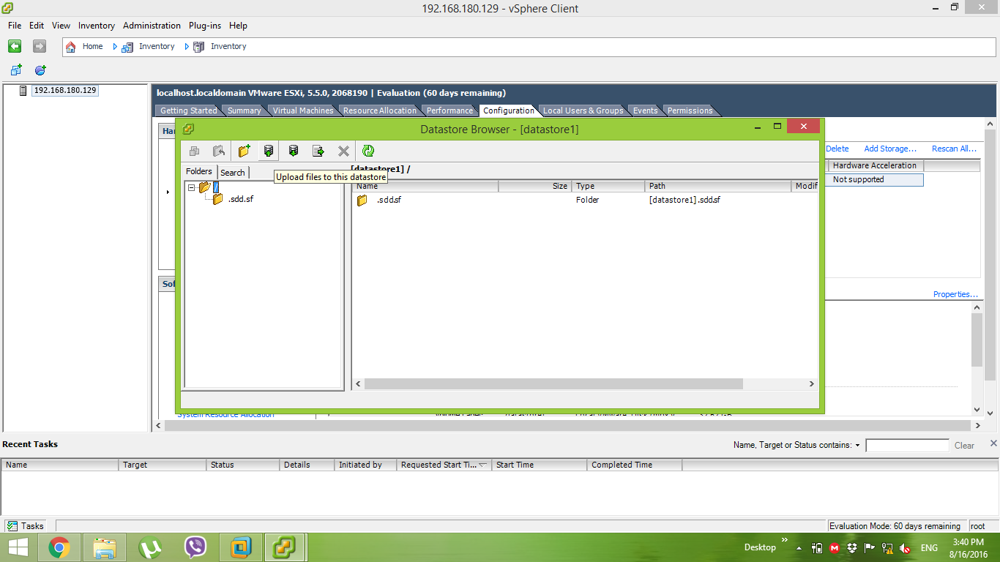 192.168.180.129 - vSphere Client
File Edit View Inventory Administration Plug-ins Help
Home Inventory Inventory
192.168.180.129
localhost.localdomain VMware ESXi, 5.5.0, 2068190 | Evaluation (60 days remaining)
Getting Started Summary Virtual Machines Resource Allocation Performance Configuration Local Users & Groups Events Permissions
Datastore Browser - [datastore1]
Delete Add Storage... Rescan All...
Hardware Acceleration
Not supported
Folders Search
[datastore1] /
Upload files to this datastore
Name Size Type Path Modif
/
.sdd.sf
.sdd.sf Folder [datastore1] .sdd.sf
Properties...
System Resource Allocation
Recent Tasks
Name, Target or Status contains: Clear
Name Target Status Details Initiated by Requested Start Ti... Start Time Completed Time
Tasks Evaluation Mode: 60 days remaining root
Desktop ENG 3:40 PM
8/16/2016